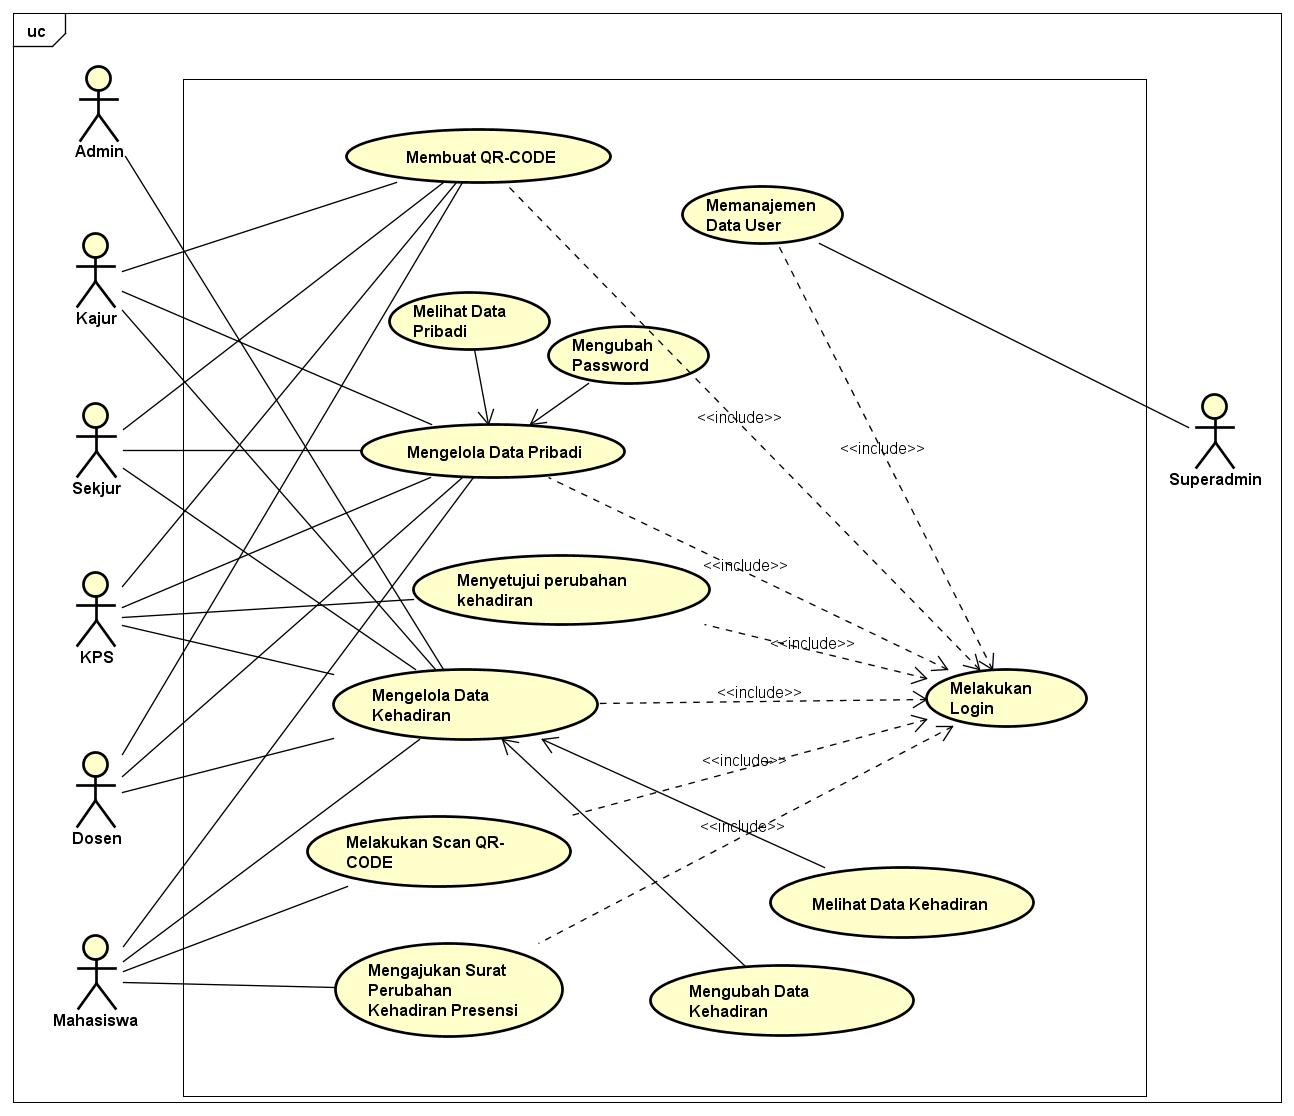 uc
Admin
Membuat QR-CODE
Memanajemen
Data User
Kajur
Melihat Data
Pribadi
Mengubah
Password
<<include>>
<<include>>
Sekjur
Superadmin
Mengelola Data Pribadi
<<include>>
Menyetujui perubahan
kehadiran
KPS
<<include>>
Mengelola Data
Kehadiran
<<include>>
Melakukan
Login
<<include>>
Dosen
Melakukan Scan QR-
CODE
<<include>>
Melihat Data Kehadiran
Mahasiswa
Mengajukan Surat
Perubahan
Kehadiran Presensi
Mengubah Data
Kehadiran